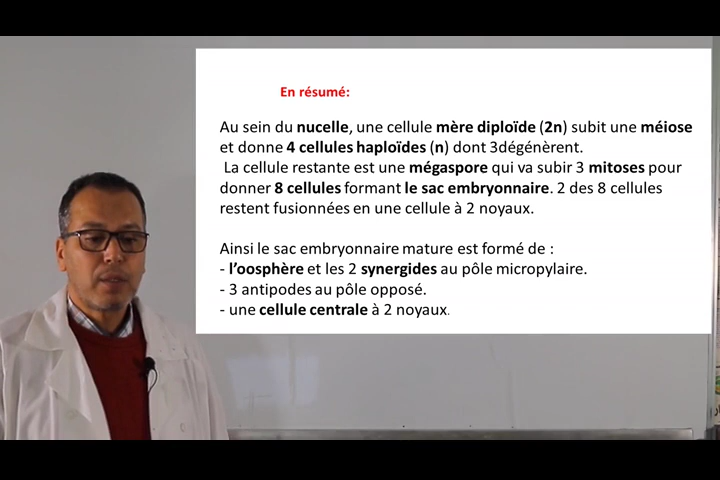 En résumé:
Au sein du nucelle, une cellule mère diploïde (2n) subit une méiose
et donne 4 cellules haploïdes (n) dont 3dégénèrent.
La cellule restante est une mégaspore qui va subir 3 mitoses pour
donner 8 cellules formant le sac embryonnaire. 2 des 8 cellules
restent fusionnées en une cellule à 2 noyaux.
Ainsi le sac embryonnaire mature est formé de :
- l’oosphère et les 2 synergides au pôle micropylaire.
- 3 antipodes au pôle opposé.
- une cellule centrale à 2 noyaux.